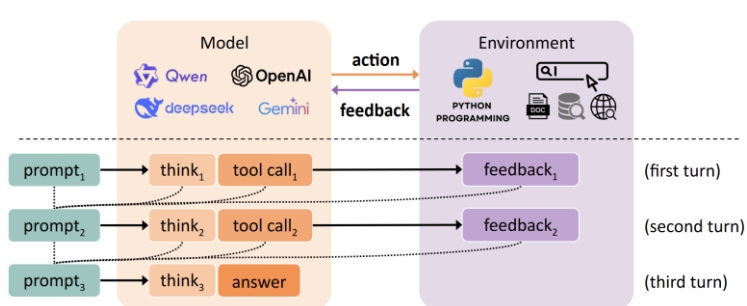 Model
Environment
Qwen
OpenAI
deepseek
Gemini
action
feedback
PYTHON
PROGRAMMING
DOC
prompt₁ think₁ tool call₁ feedback₁ (first turn)
prompt₂ think₂ tool call₂ feedback₂ (second turn)
prompt₃ think₃ answer (third turn)